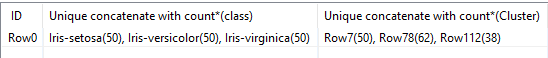 ID Unique concatenate with count*(class) Unique concatenate with count*(Cluster)
Row0 Iris-setosa(50), Iris-versicolor(50), Iris-virginica(50) Row7(50), Row78(62), Row112(38)